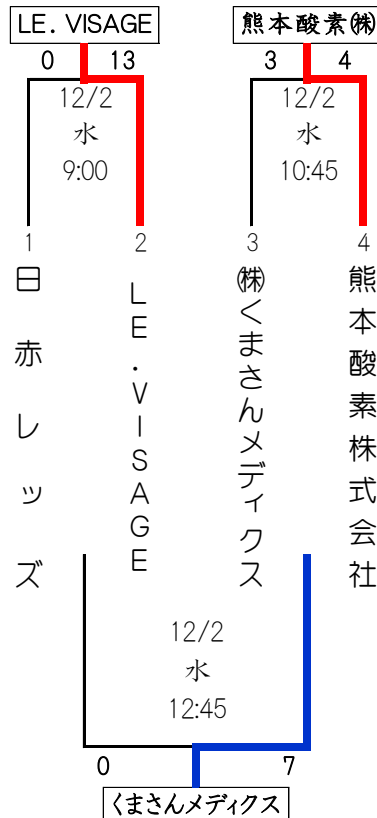 LE. VISAGE
熊本酸素㈱
0 13
3 4
12/2
水
9:00
12/2
水
10:45
1
2
3
4
日赤レッズ
LE.VISAGE
㈱くまさんメディクス
熊本酸素株式会社
12/2
水
12:45
0 7
くまさんメディクス